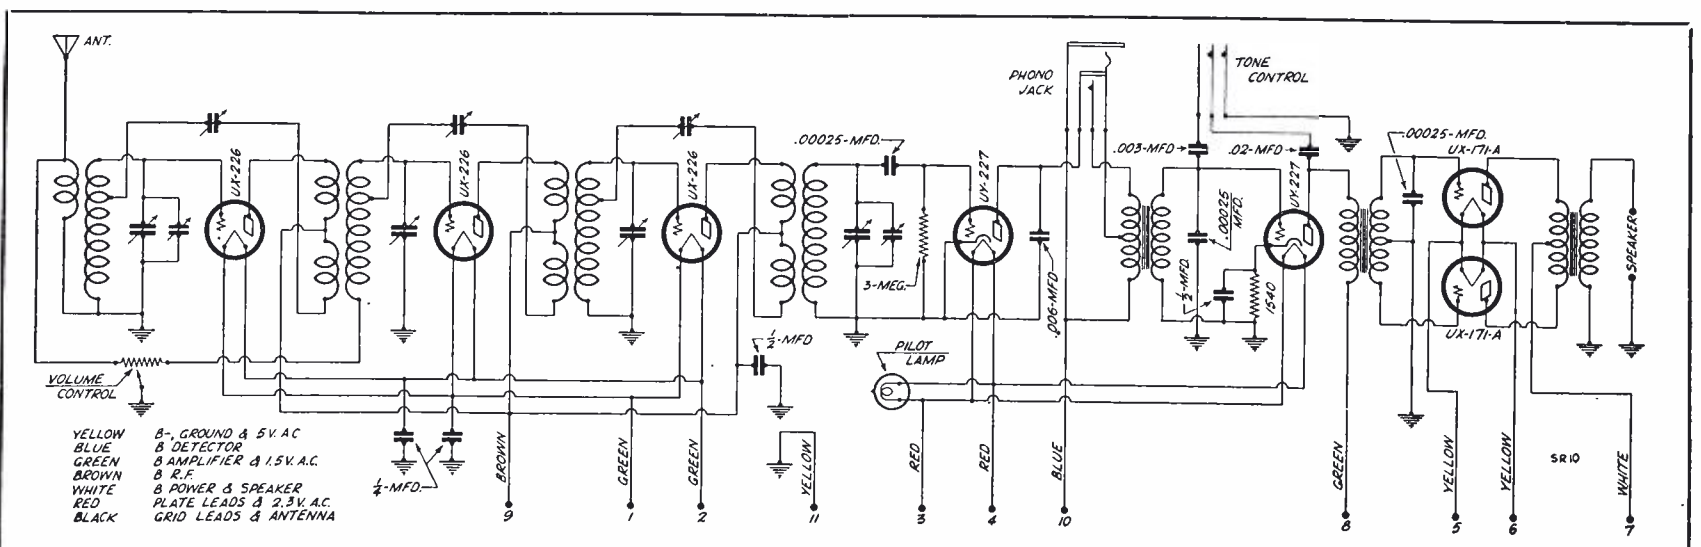 ANT.
UX-226
UX-226
UX-226
.00025-MFD.
UY-227
PHONO
JACK
TONE
CONTROL
.003-MFD
.02-MFD
UY-227
.00025-MFD.
UX-171-A
3-MEG.
.006-MFD
.00025
MFD.
½-MFD.
1540
UX-171-A
SPEAKER
VOLUME
CONTROL
½-MFD
PILOT
LAMP
YELLOW B-, GROUND & 5 V. AC
BLUE B DETECTOR
GREEN B AMPLIFIER & 1.5 V. A.C.
BROWN B R.F.
WHITE B POWER & SPEAKER
RED PLATE LEADS & 2.5 V. A.C.
BLACK GRID LEADS & ANTENNA
¼-MFD.
BROWN
GREEN
GREEN
YELLOW
RED
RED
BLUE
GREEN
YELLOW
YELLOW
SR10
WHITE
9
1
2
11
3
4
10
8
5
6
7